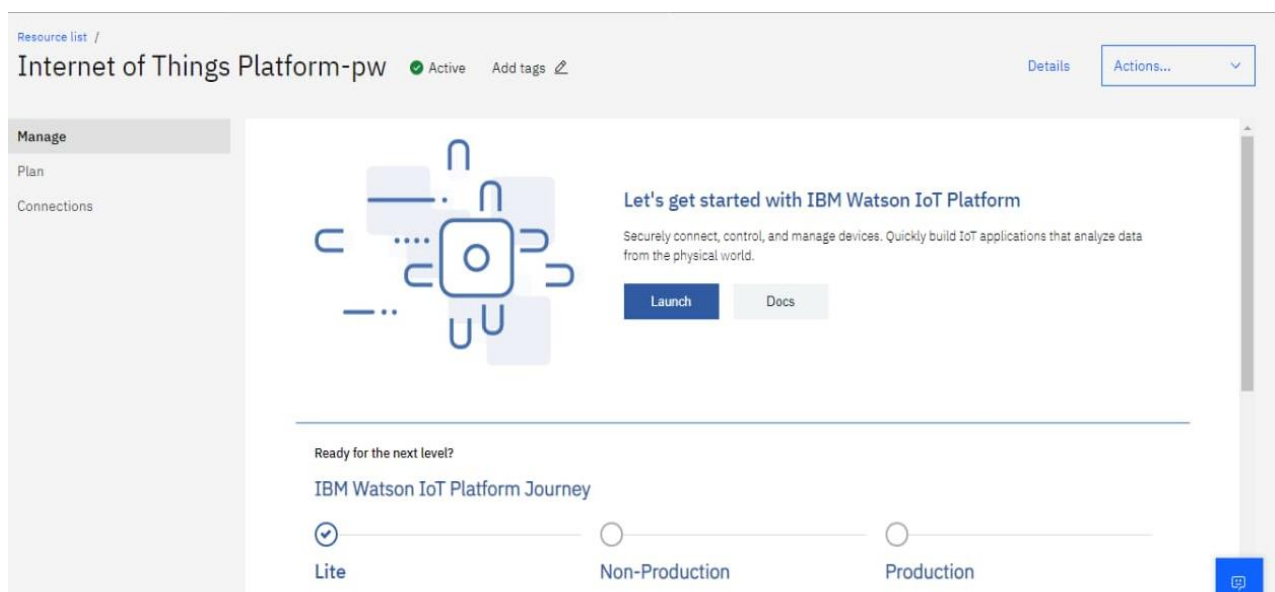 Resource list /
Internet of Things Platform-pw Active Add tags Details Actions...
Manage
Plan
Connections
Let's get started with IBM Watson IoT Platform
Securely connect, control, and manage devices. Quickly build IoT applications that analyze data
from the physical world.
Launch Docs
Ready for the next level?
IBM Watson IoT Platform Journey
Lite Non-Production Production